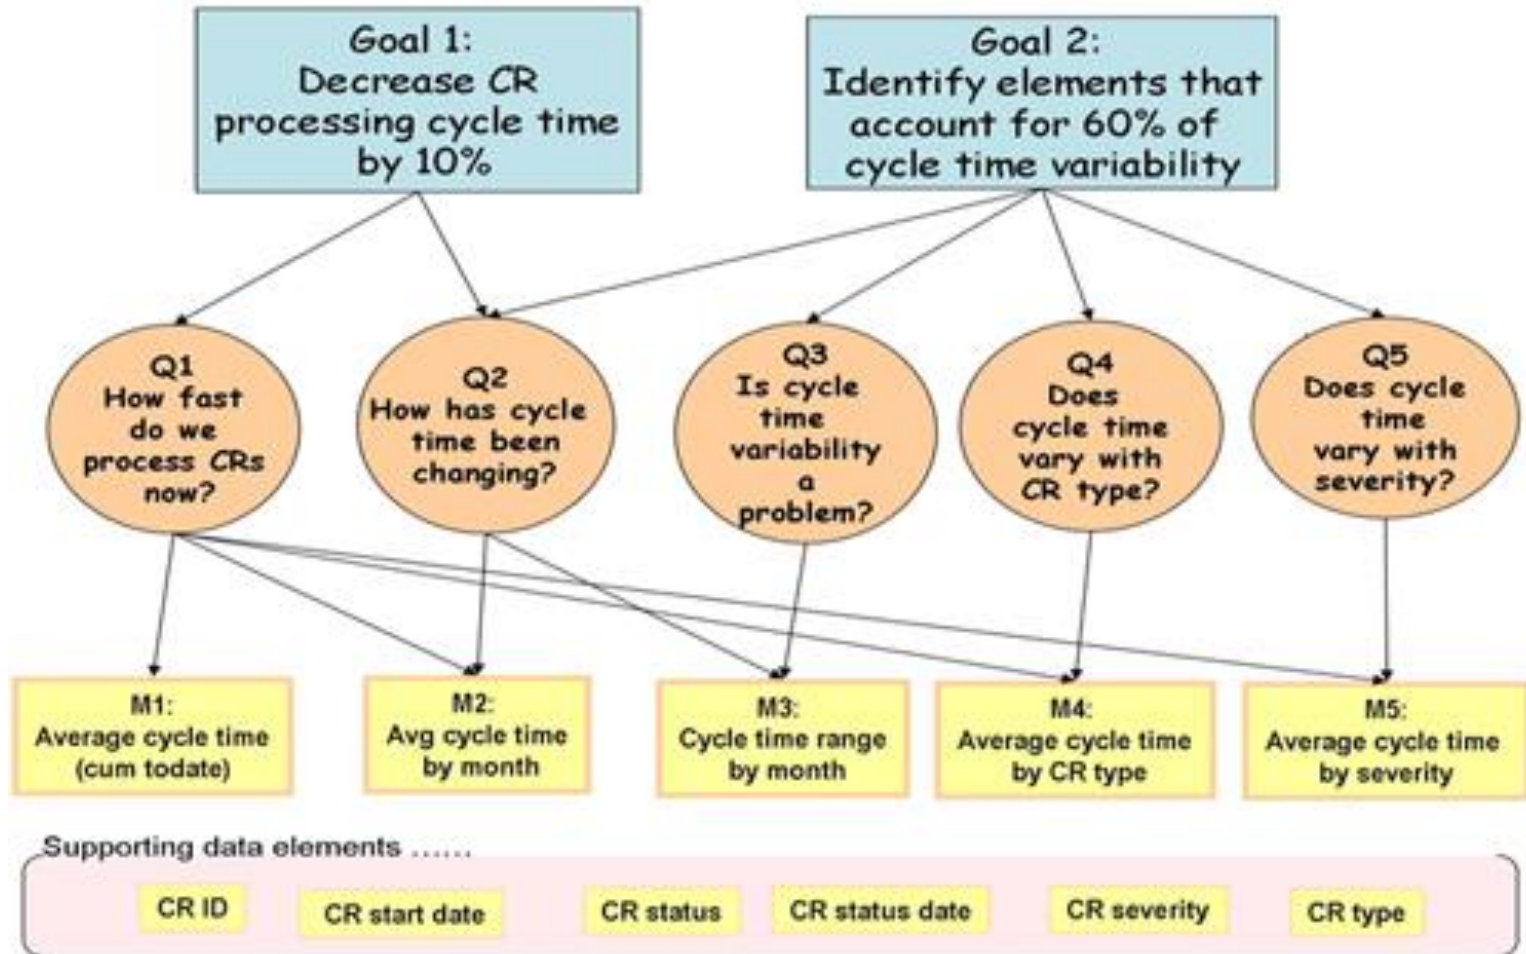 Goal 1:
Decrease CR
processing cycle time
by 10%
Goal 2:
Identify elements that
account for 60% of
cycle time variability
Q1
How fast
do we
process CRs
now?
Q2
How has cycle
time been
changing?
Q3
Is cycle
time
variability
a
problem?
Q4
Does
cycle time
vary with
CR type?
Q5
Does cycle
time
vary with
severity?
M1:
Average cycle time
(cum todate)
M2:
Avg cycle time
by month
M3:
Cycle time range
by month
M4:
Average cycle time
by CR type
M5:
Average cycle time
by severity
Supporting data elements ......
CR ID
CR start date
CR status
CR status date
CR severity
CR type